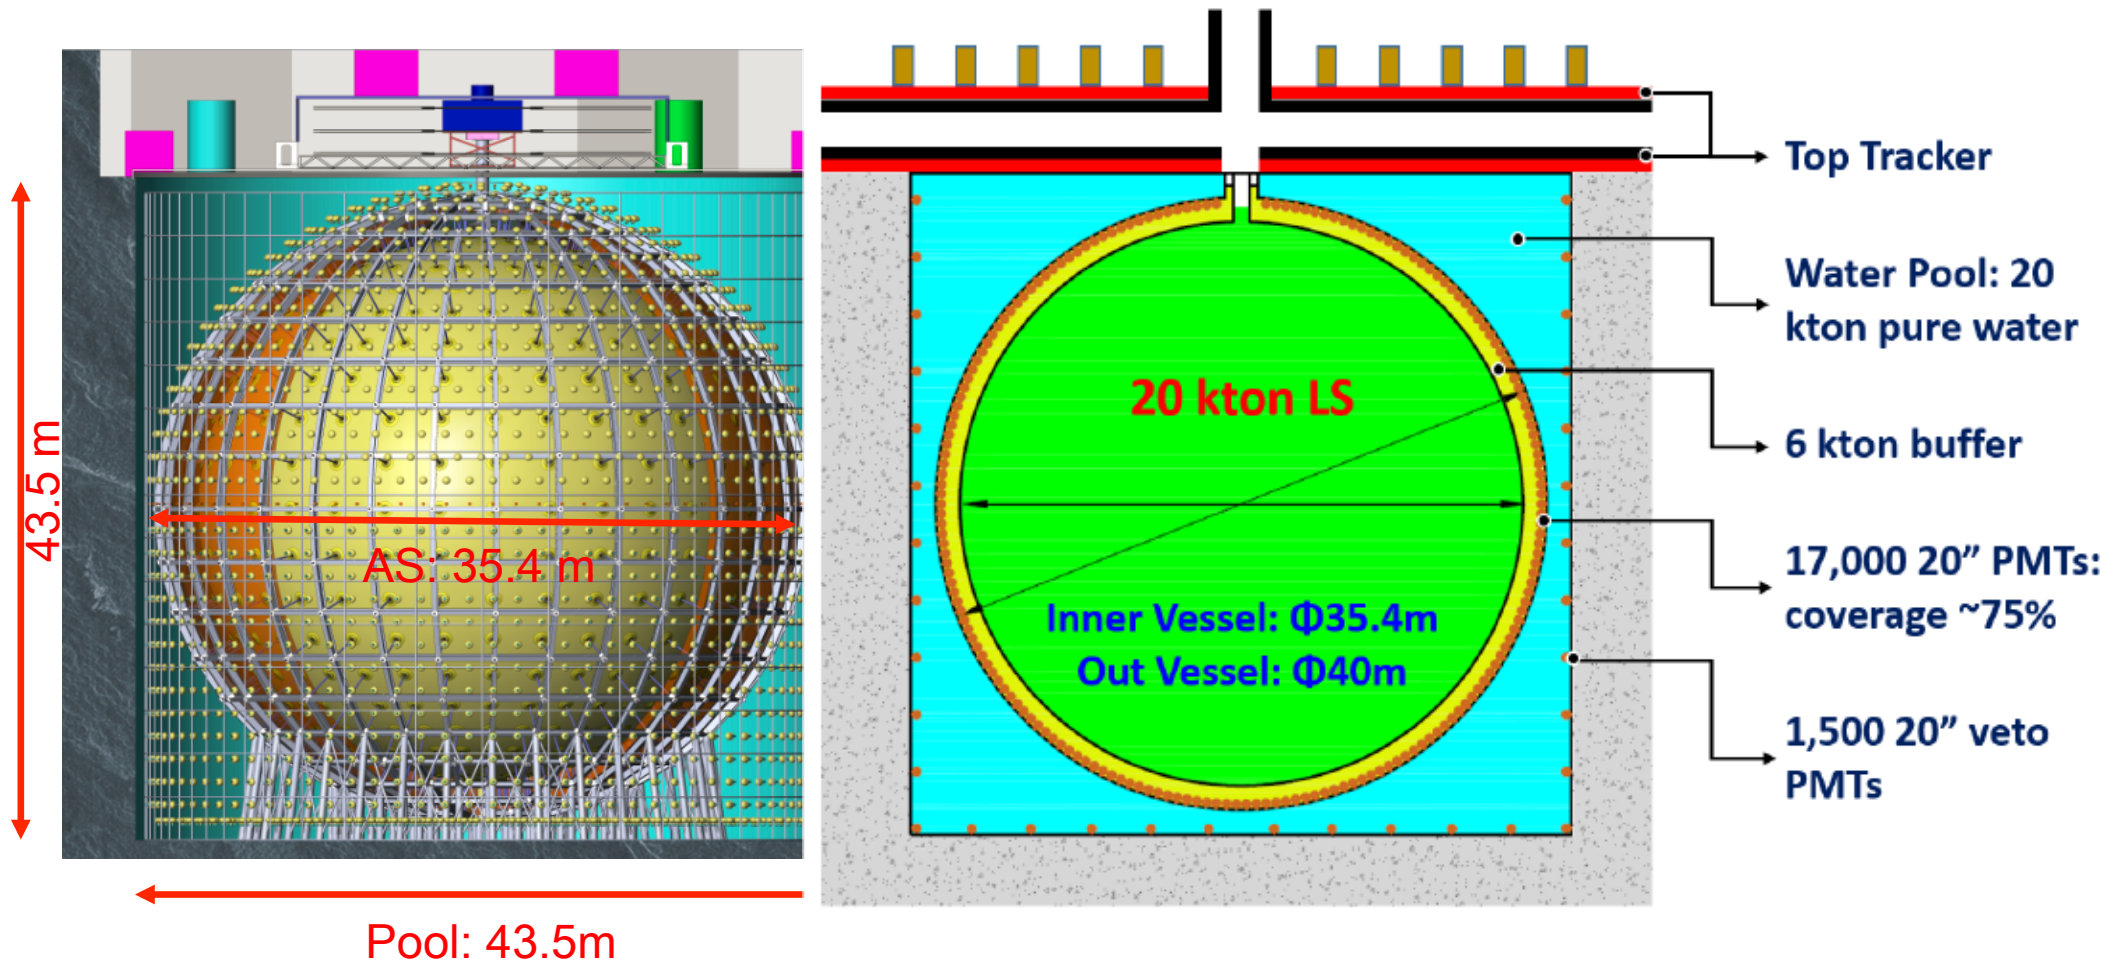 43.5 m
AS: 35.4 m
Pool: 43.5m
20 kton LS
Inner Vessel: Φ35.4m
Out Vessel: Φ40m
Top Tracker
Water Pool: 20
kton pure water
6 kton buffer
17,000 20” PMTs:
coverage ~75%
1,500 20” veto
PMTs